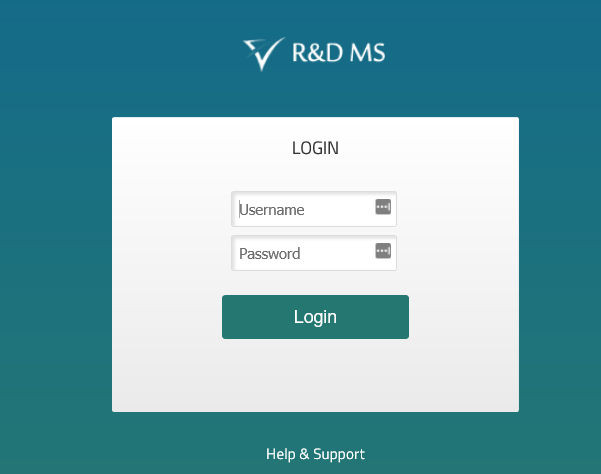 R&D MS
LOGIN
Username
Password
Login
Help & Support